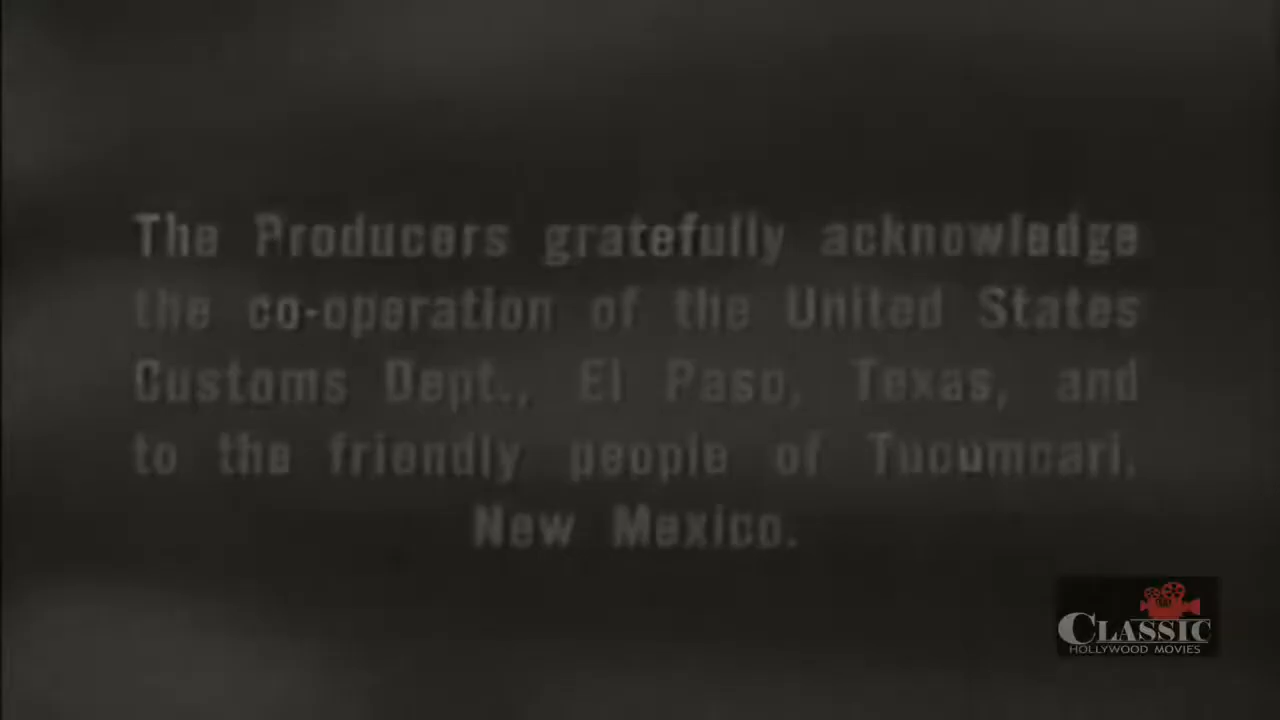 The Producers gratefully acknowledge
the co-operation of the United States
Customs Dept., El Paso, Texas, and
to the friendly people of Tucumcari,
New Mexico.
CLASSIC
HOLLYWOOD MOVIES